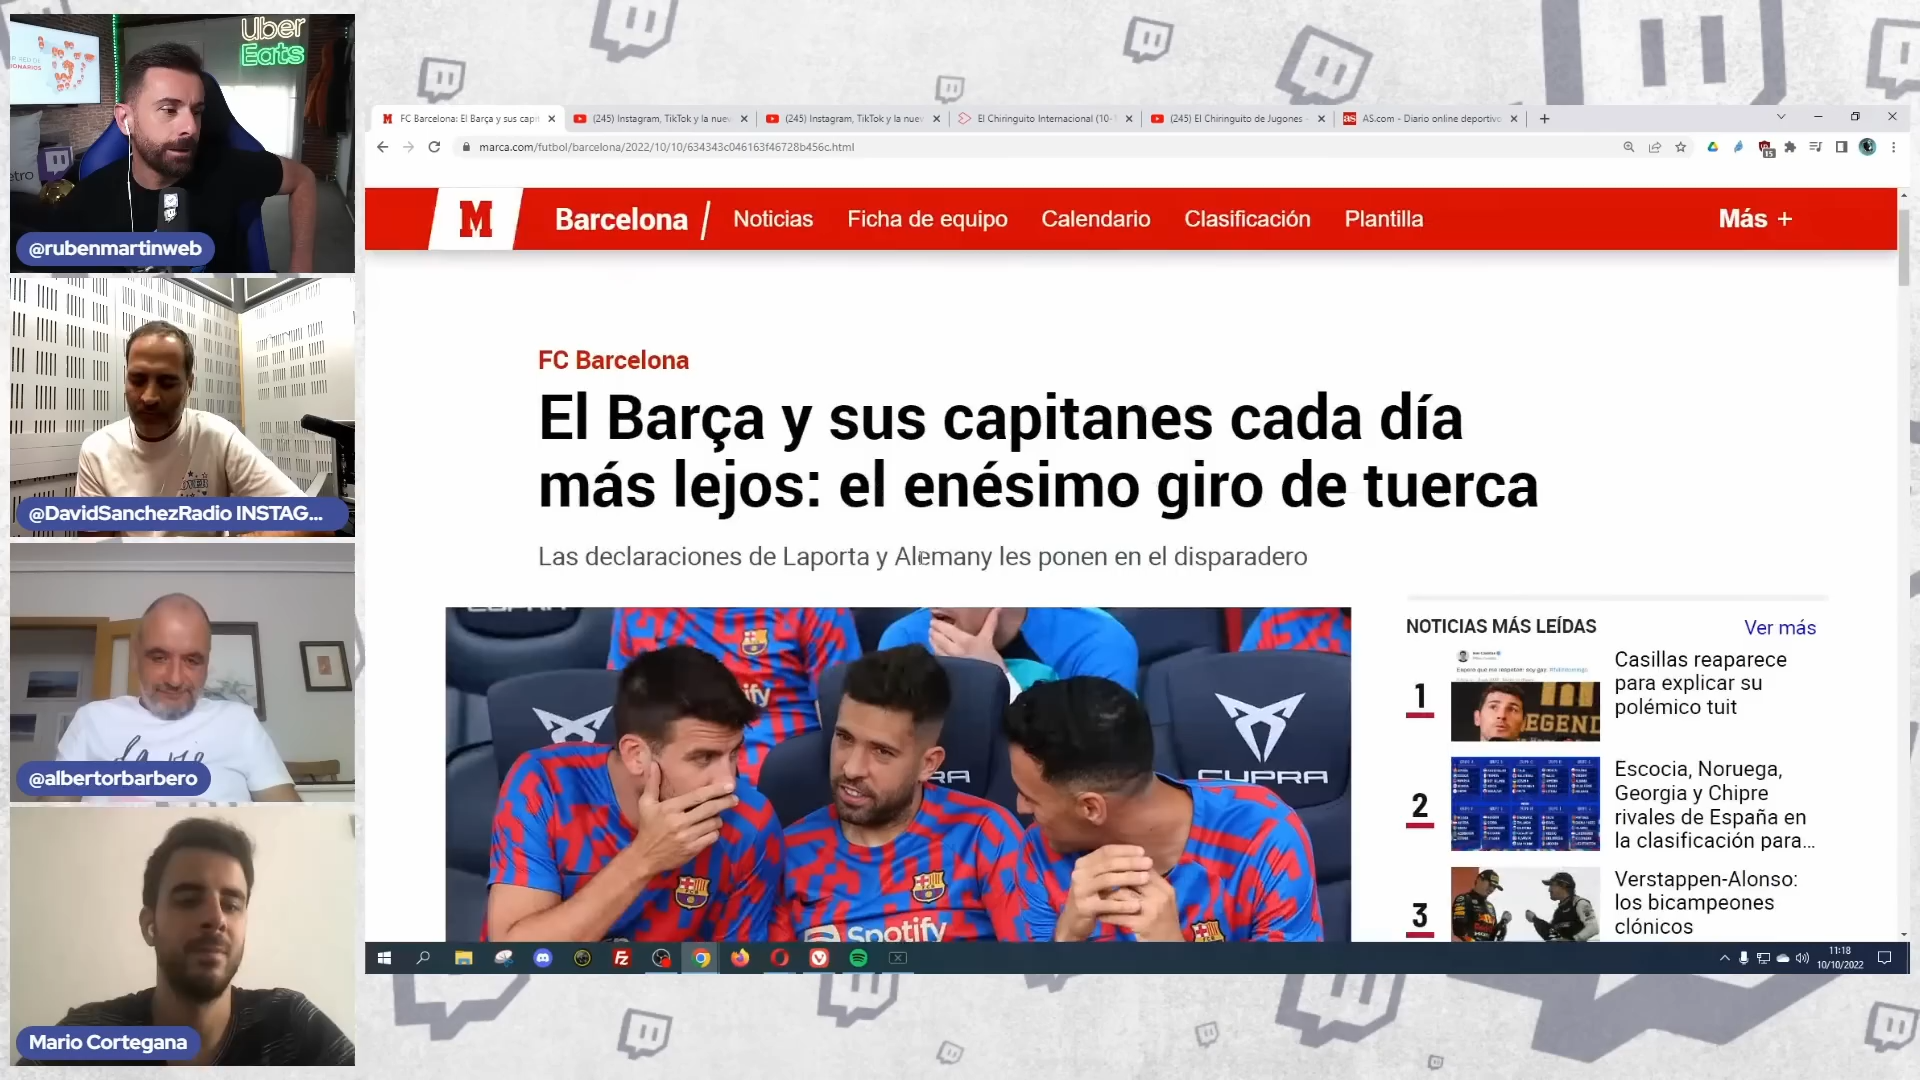 Uber
Eats
@rubenmartinweb
@DavidSanchezRadio INSTAG...
@albertorbarbero
Mario Cortegana
FC Barcelona: El Barça y sus capit
(245) Instagram, TikTok y la nuev
(245) Instagram, TikTok y la nuev
El Chiringuito Internacional (10-
(245) El Chiringuito de Jugones -
as
AS.com - Diario online deportivo
marca.com/futbol/barcelona/2022/10/10/634343c046163f46728b456c.html
15
M
Barcelona
Noticias
Ficha de equipo
Calendario
Clasificación
Plantilla
Más +
FC Barcelona
El Barça y sus capitanes cada día
más lejos: el enésimo giro de tuerca
Las declaraciones de Laporta y Alemany les ponen en el disparadero
CUPRA
Spotify
NOTICIAS MÁS LEÍDAS
Ver más
1
LEGEND
Casillas reaparece
para explicar su
polémico tuit
2
Escocia, Noruega,
Georgia y Chipre
rivales de España en
la clasificación para...
3
Verstappen-Alonso:
los bicampeones
clónicos
11:18
10/10/2022